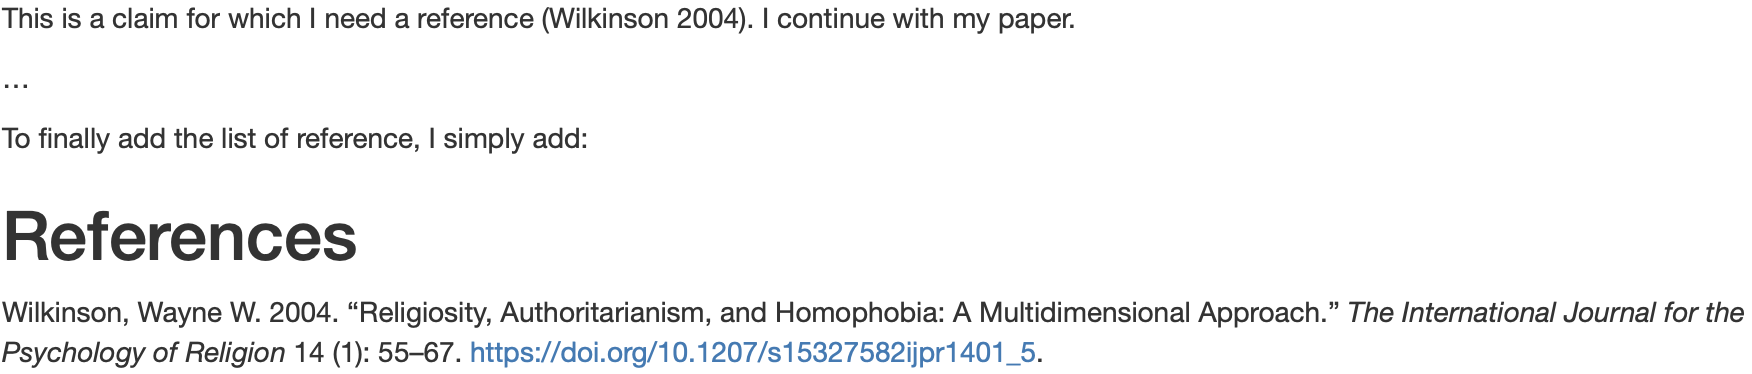 This is a claim for which I need a reference (Wilkinson 2004). I continue with my paper.
…
To finally add the list of reference, I simply add:
References
Wilkinson, Wayne W. 2004. “Religiosity, Authoritarianism, and Homophobia: A Multidimensional Approach.” The International Journal for the
Psychology of Religion 14 (1): 55–67. https://doi.org/10.1207/s15327582ijpr1401_5.